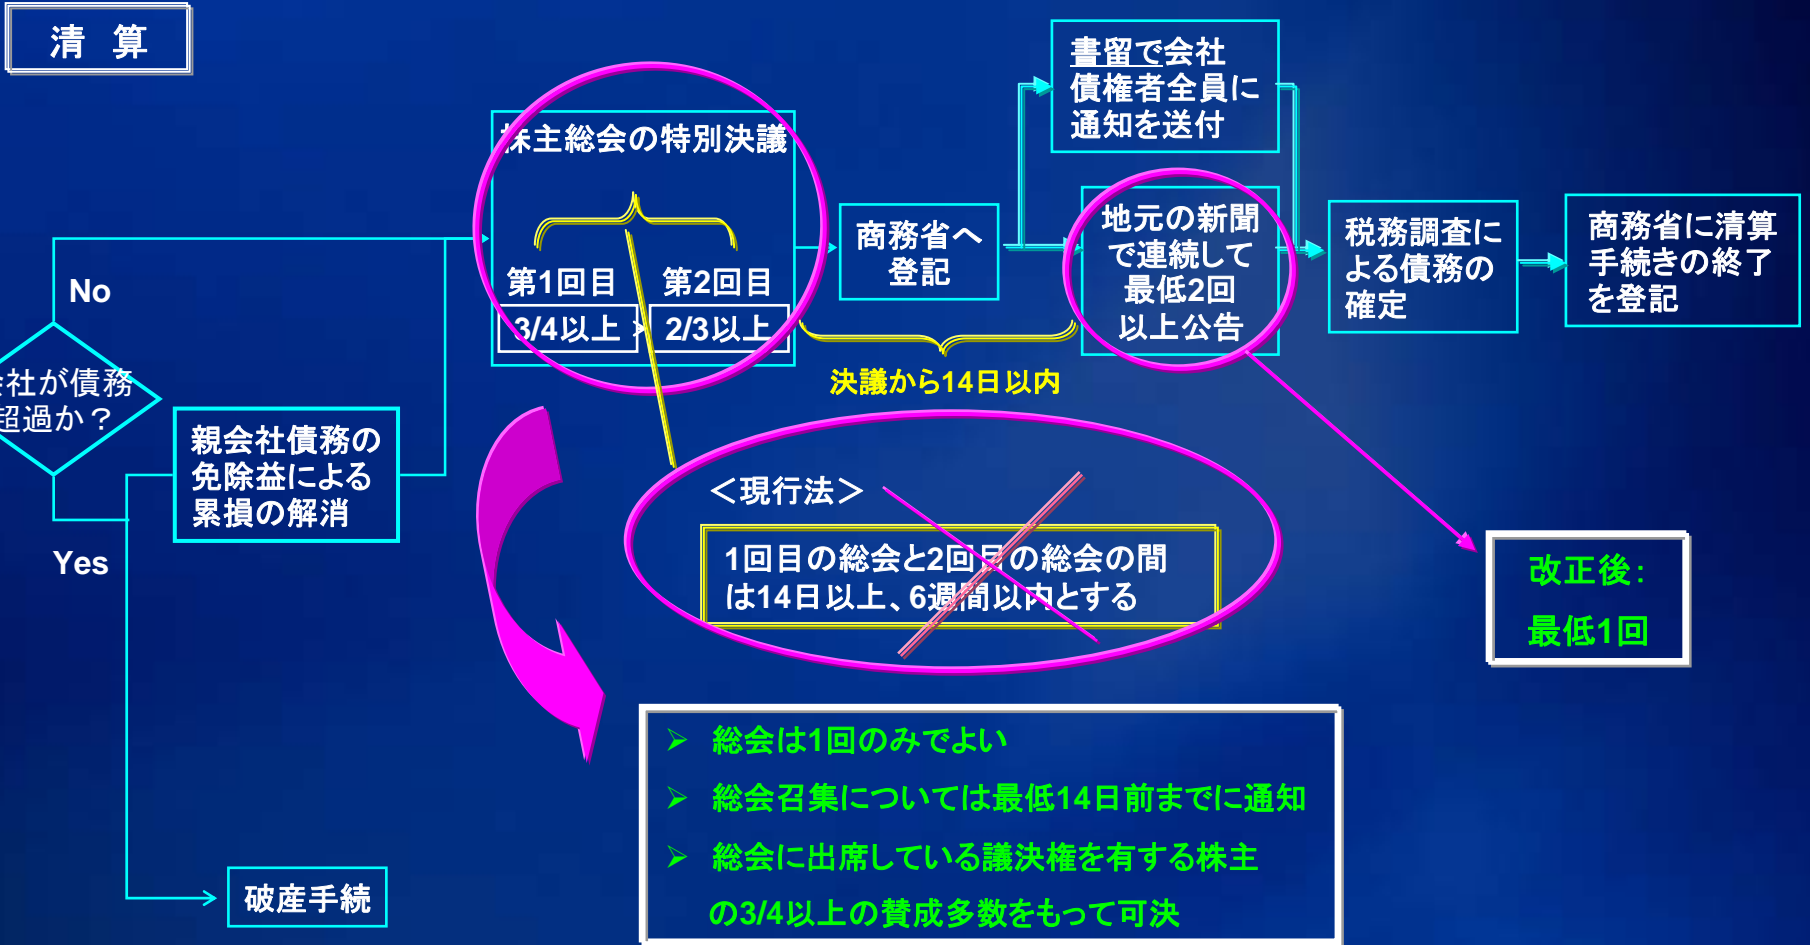 清 算
No
会社が債務
超過か？
Yes
親会社債務の
免除益による
累損の解消
破産手続
株主総会の特別決議
第1回目
第2回目
3/4以上
2/3以上
商務省へ
登記
書留で会社
債権者全員に
通知を送付
地元の新聞
で連続して
最低2回
以上公告
税務調査に
よる債務の
確定
商務省に清算
手続きの終了
を登記
決議から14日以内
＜現行法＞
1回目の総会と2回目の総会の間
は14日以上、6週間以内とする
改正後：
最低1回
➢ 総会は1回のみでよい
➢ 総会召集については最低14日前までに通知
➢ 総会に出席している議決権を有する株主
の3/4以上の賛成多数をもって可決